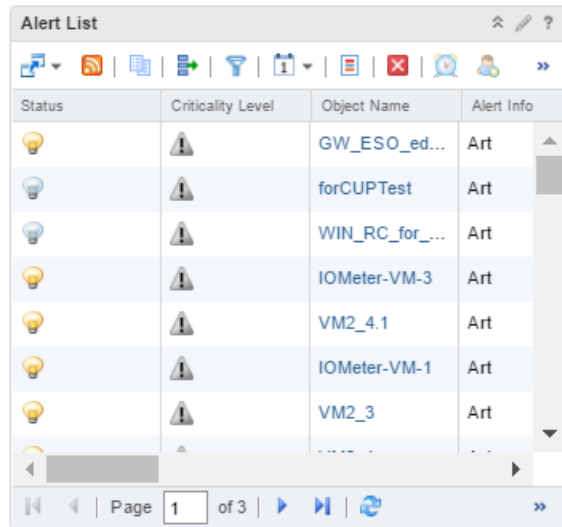 Alert List ?
1 »
Status Criticality Level Object Name Alert Info
GW_ESO_ed... Art
forCUPTest Art
WIN_RC_for_... Art
IOMeter-VM-3 Art
VM2_4.1 Art
IOMeter-VM-1 Art
VM2_3 Art
Page 1 of 3 »